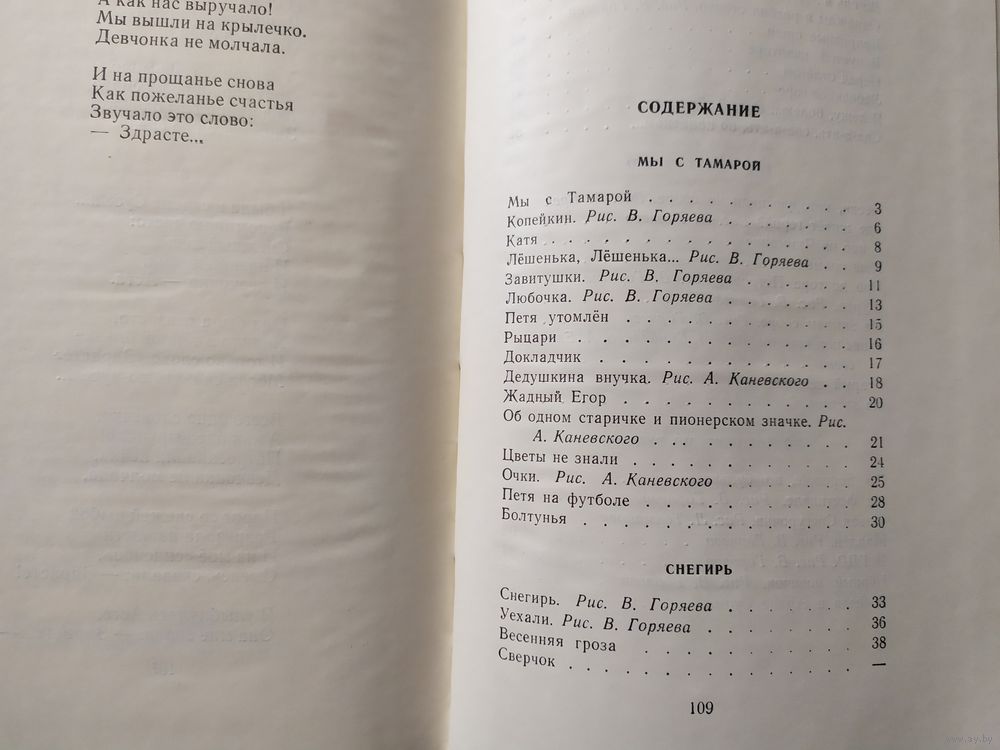 А как нас выручало!
Мы вышли на крылечко.
Девчонка не молчала.
И на прощанье снова
Как пожеланье счастья
Звучало это слово:
— Здрасте...
СОДЕРЖАНИЕ
МЫ С ТАМАРОЙ
Мы с Тамарой . . . . . . . . . . . 3
Копейкин. Рис. В. Горяева . . . . . . . 6
Катя . . . . . . . . . . . . . . . 8
Лёшенька, Лёшенька... Рис. В. Горяева . . 9
Завитушки. Рис. В. Горяева . . . . . . 11
Любочка. Рис. В. Горяева . . . . . . . 13
Петя утомлён . . . . . . . . . . . 15
Рыцари . . . . . . . . . . . . . 16
Докладчик . . . . . . . . . . . . 17
Дедушкина внучка. Рис. А. Каневского . . 18
Жадный Егор . . . . . . . . . . . 20
Об одном старичке и пионерском значке. Рис.
А. Каневского . . . . . . . . . 21
Цветы не знали . . . . . . . . . . 24
Очки. Рис. А. Каневского . . . . . . . 25
Петя на футболе . . . . . . . . . . 28
Болтунья . . . . . . . . . . . . 30
СНЕГИРЬ
Снегирь. Рис. В. Горяева . . . . . . . 33
Уехали. Рис. В. Горяева . . . . . . . . 36
Весенняя гроза . . . . . . . . . . 38
Сверчок . . . . . . . . . . . . . —
109
www.ay.by